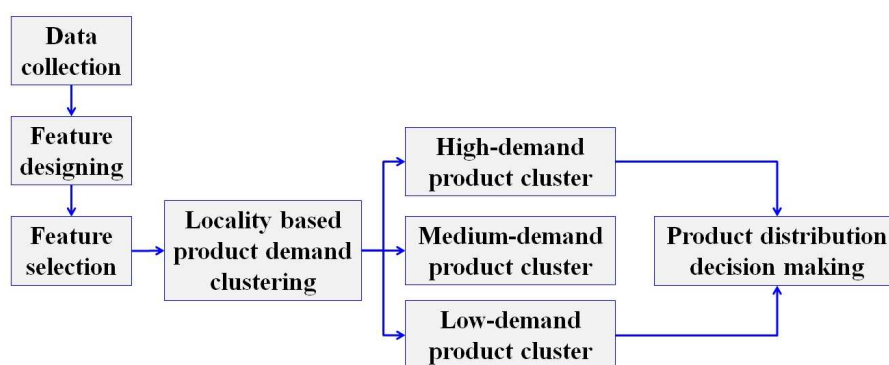 Data
collection
Feature
designing
Feature
selection
Locality based
product demand
clustering
High-demand
product cluster
Medium-demand
product cluster
Low-demand
product cluster
Product distribution
decision making